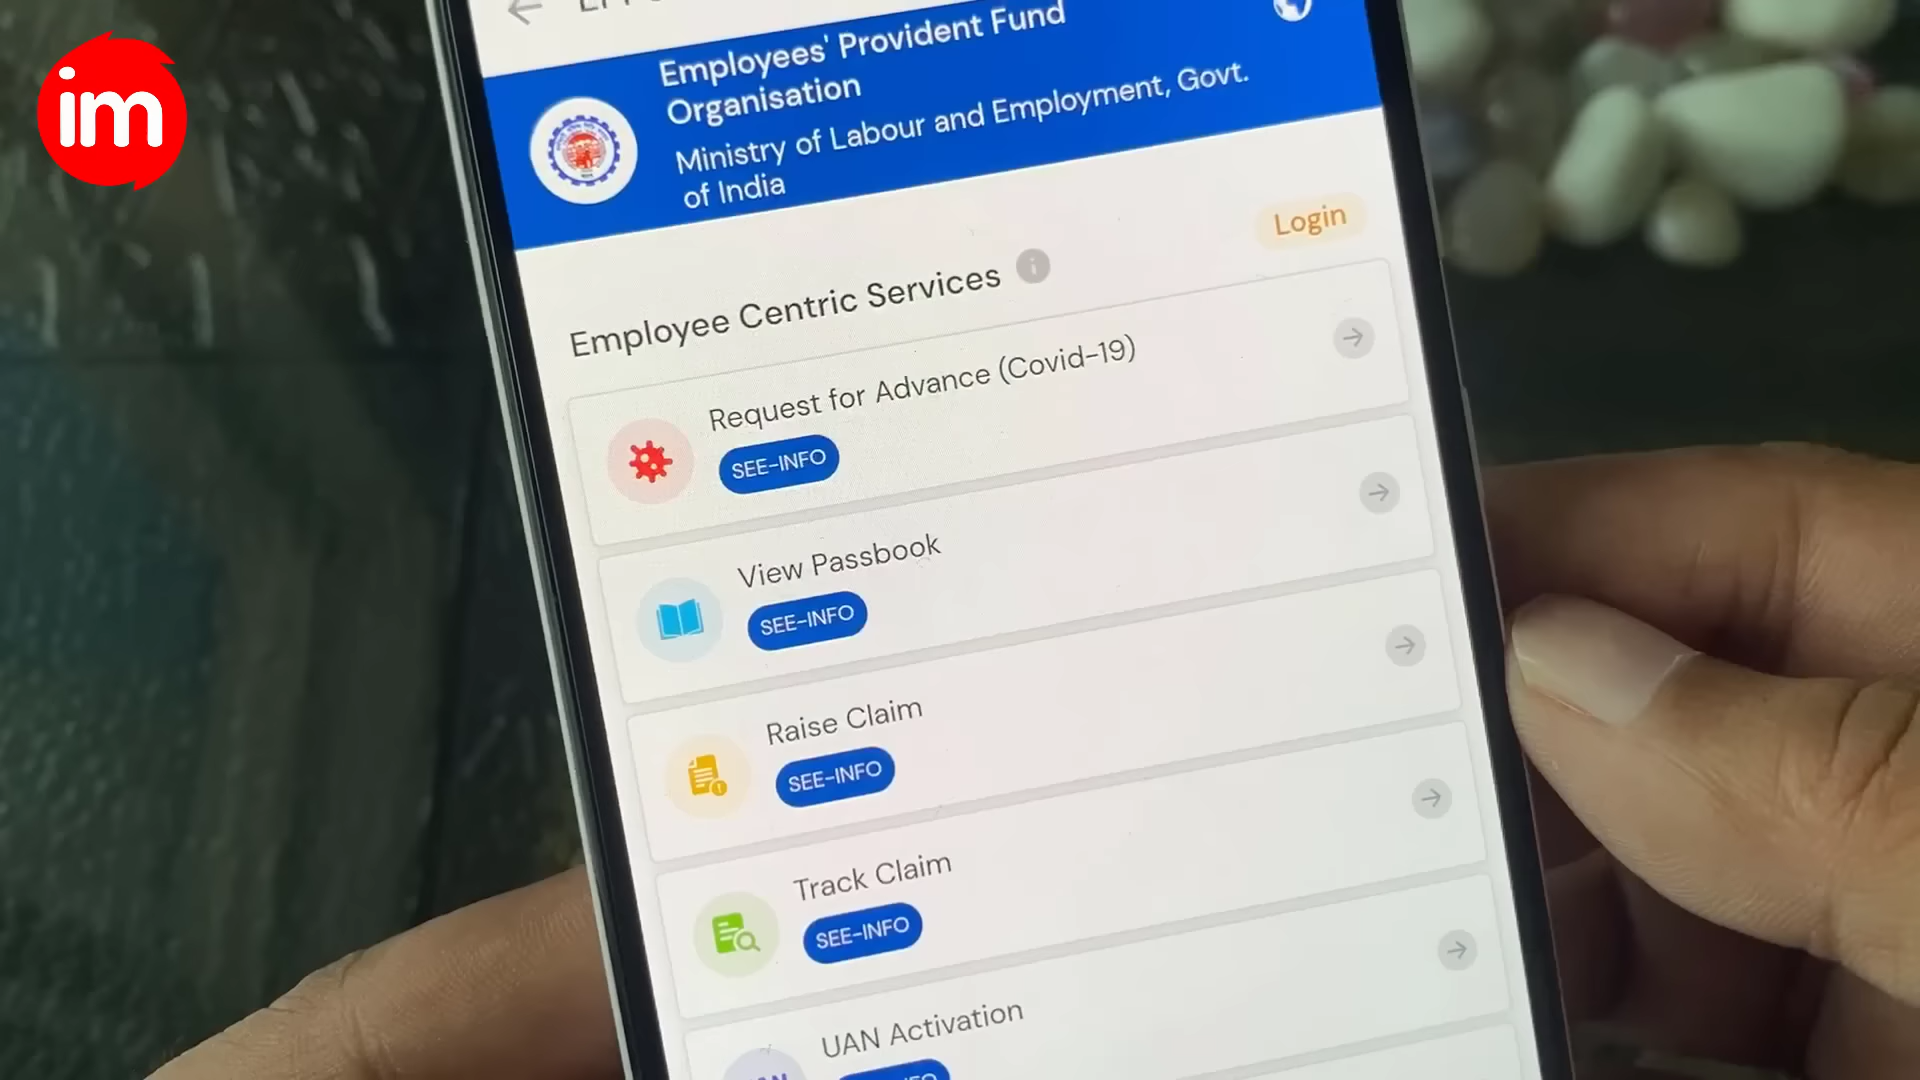 im
Employees' Provident Fund
Organisation
Ministry of Labour and Employment, Govt.
of India
Login
Employee Centric Services
Request for Advance (Covid-19)
SEE-INFO
View Passbook
SEE-INFO
Raise Claim
SEE-INFO
Track Claim
SEE-INFO
UAN Activation